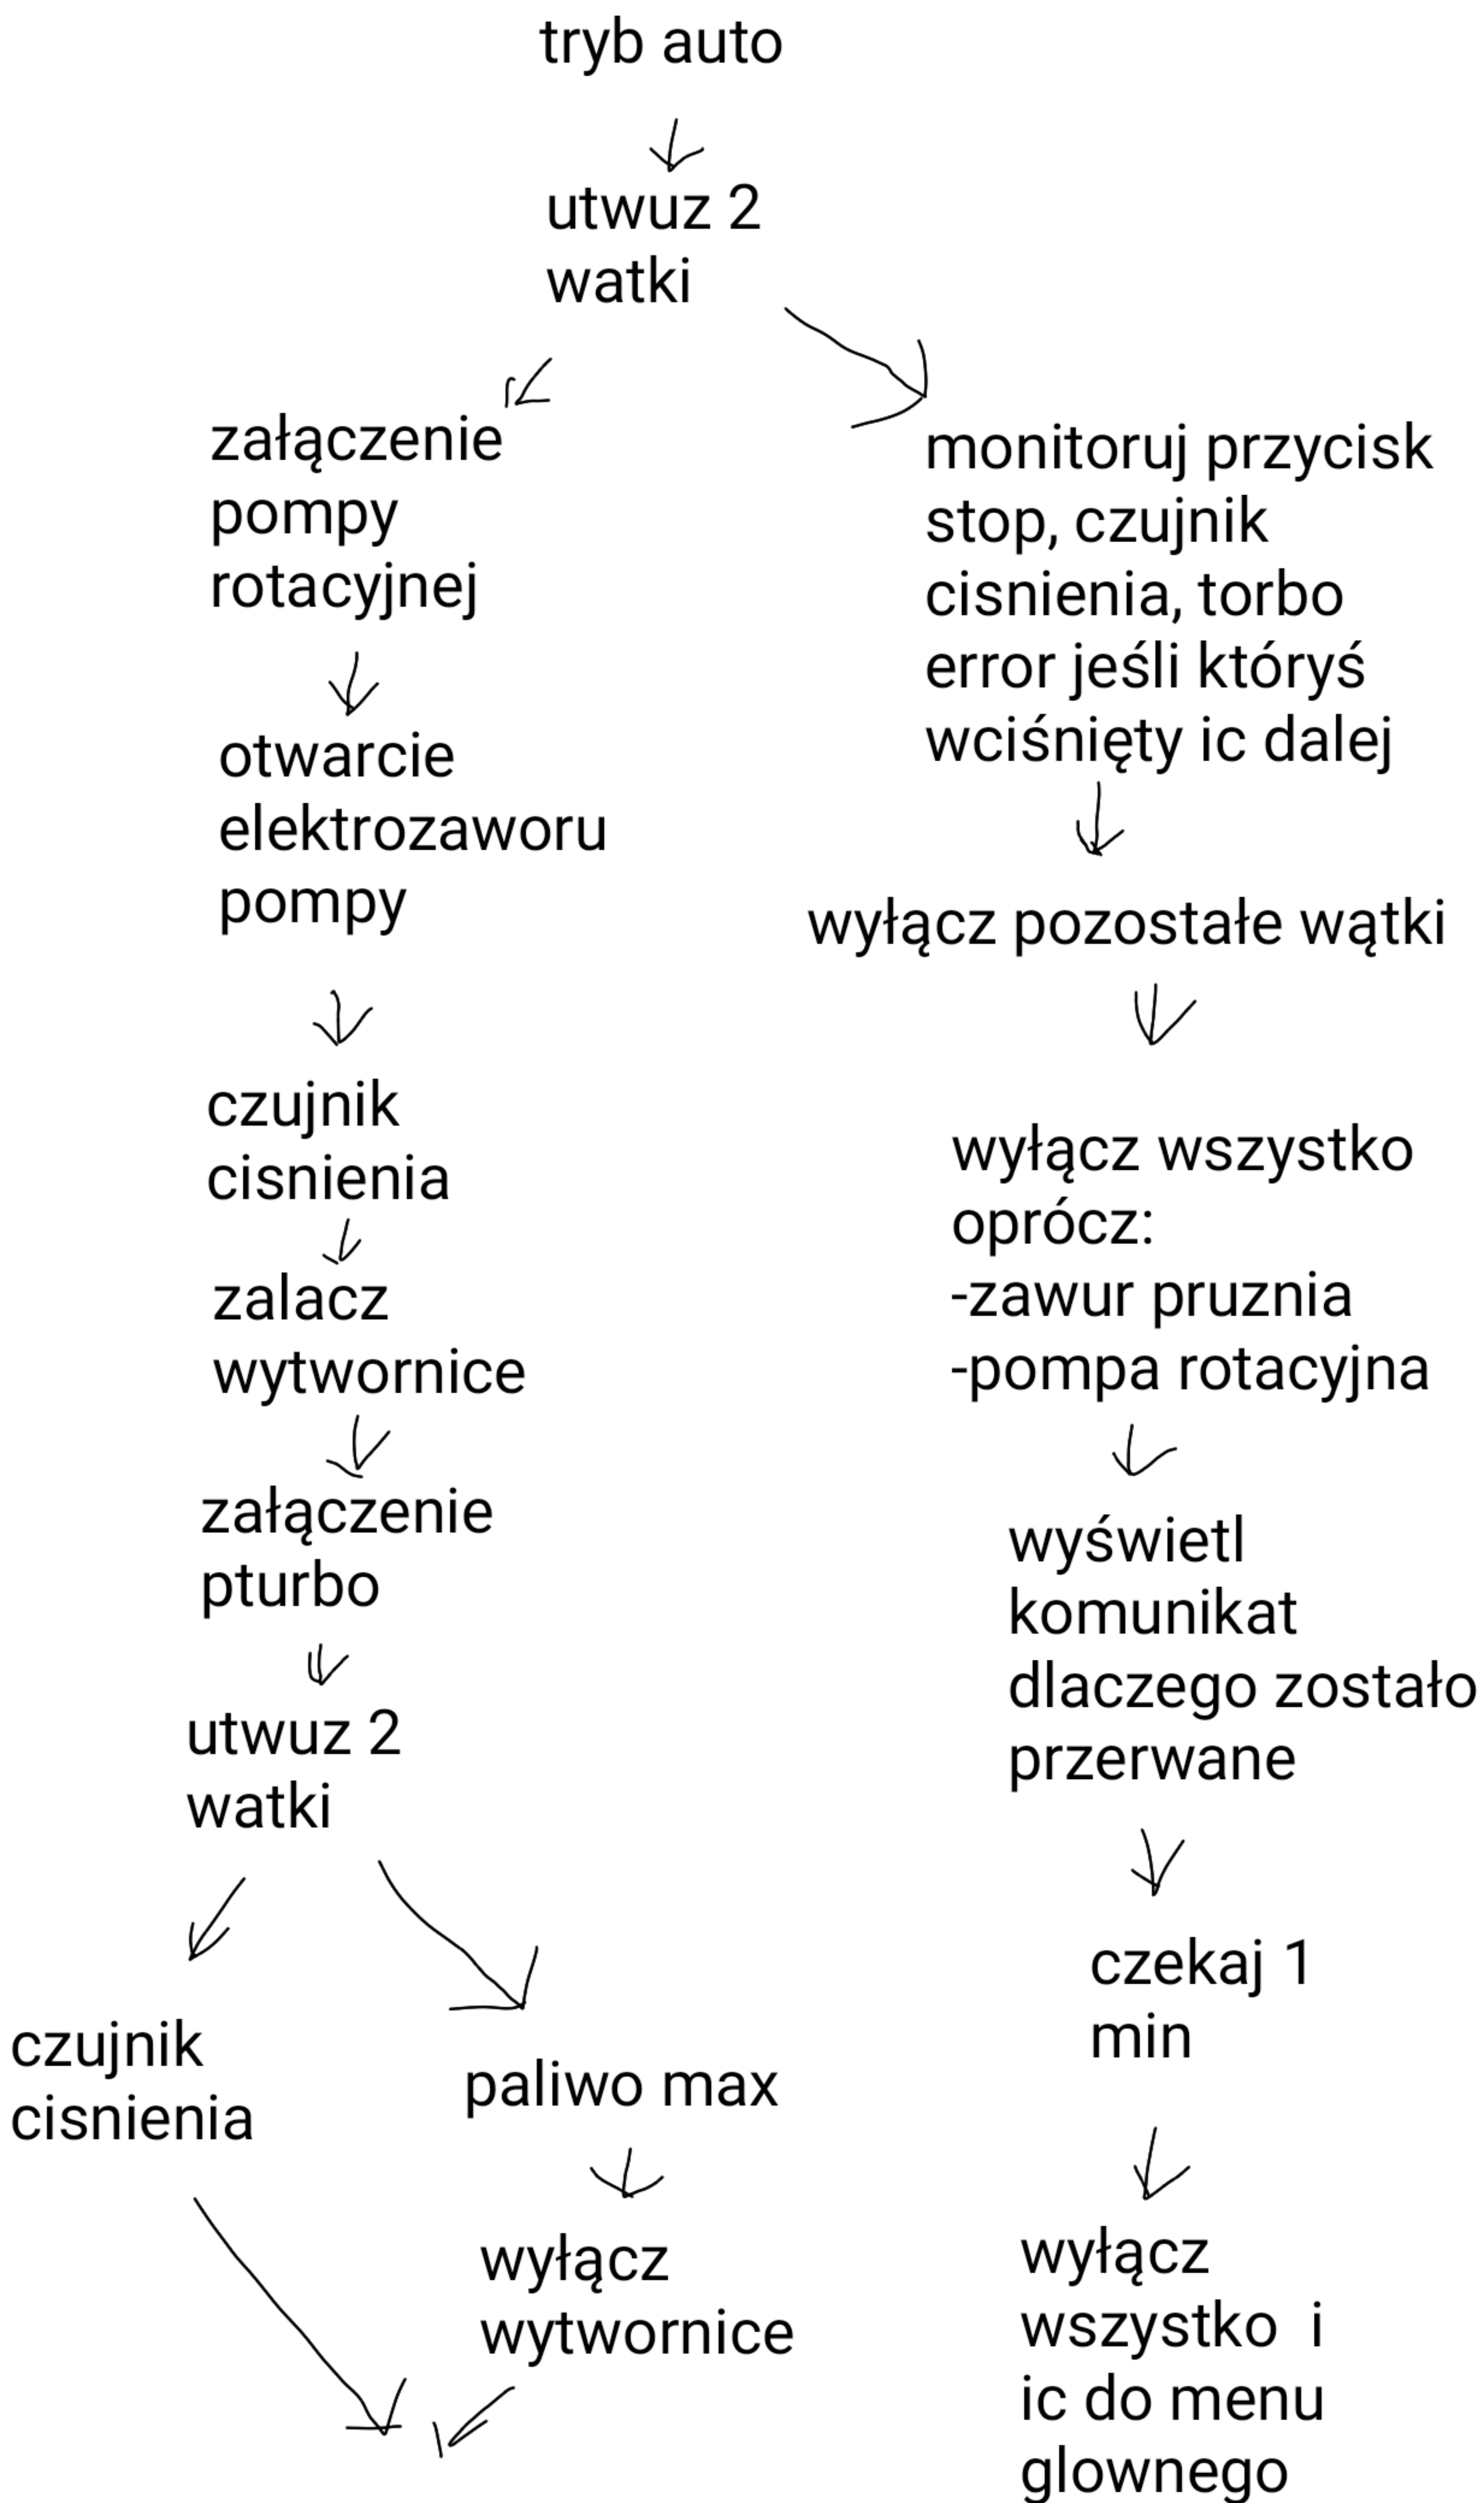 tryb auto
utwuz 2
watki
załączenie
pompy
rotacyjnej
otwarcie
elektrozaworu
pompy
czujnik
cisnienia
zalacz
wytwornice
załączenie
pturbo
utwuz 2
watki
czujnik
cisnienia
paliwo max
wyłącz
wytwornice
monitoruj przycisk
stop, czujnik
cisnienia, torbo
error jeśli któryś
wciśnięty ic dalej
wyłącz pozostałe wątki
wyłącz wszystko
oprócz:
-zawur pruznia
-pompa rotacyjna
wyświetl
komunikat
dlaczego zostało
przerwane
czekaj 1
min
wyłącz
wszystko i
ic do menu
glownego